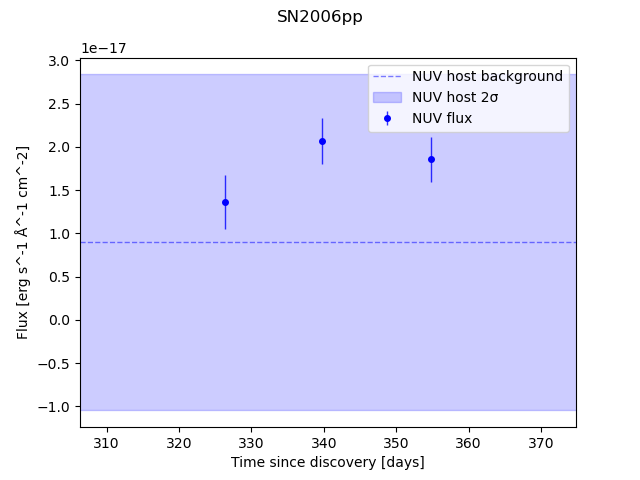 SN2006pp
1e−17
3.0
2.5
2.0
1.5
1.0
0.5
0.0
−0.5
−1.0
Flux [erg s^-1 Å^-1 cm^-2]
NUV host background
NUV host 2σ
NUV flux
310 320 330 340 350 360 370
Time since discovery [days]